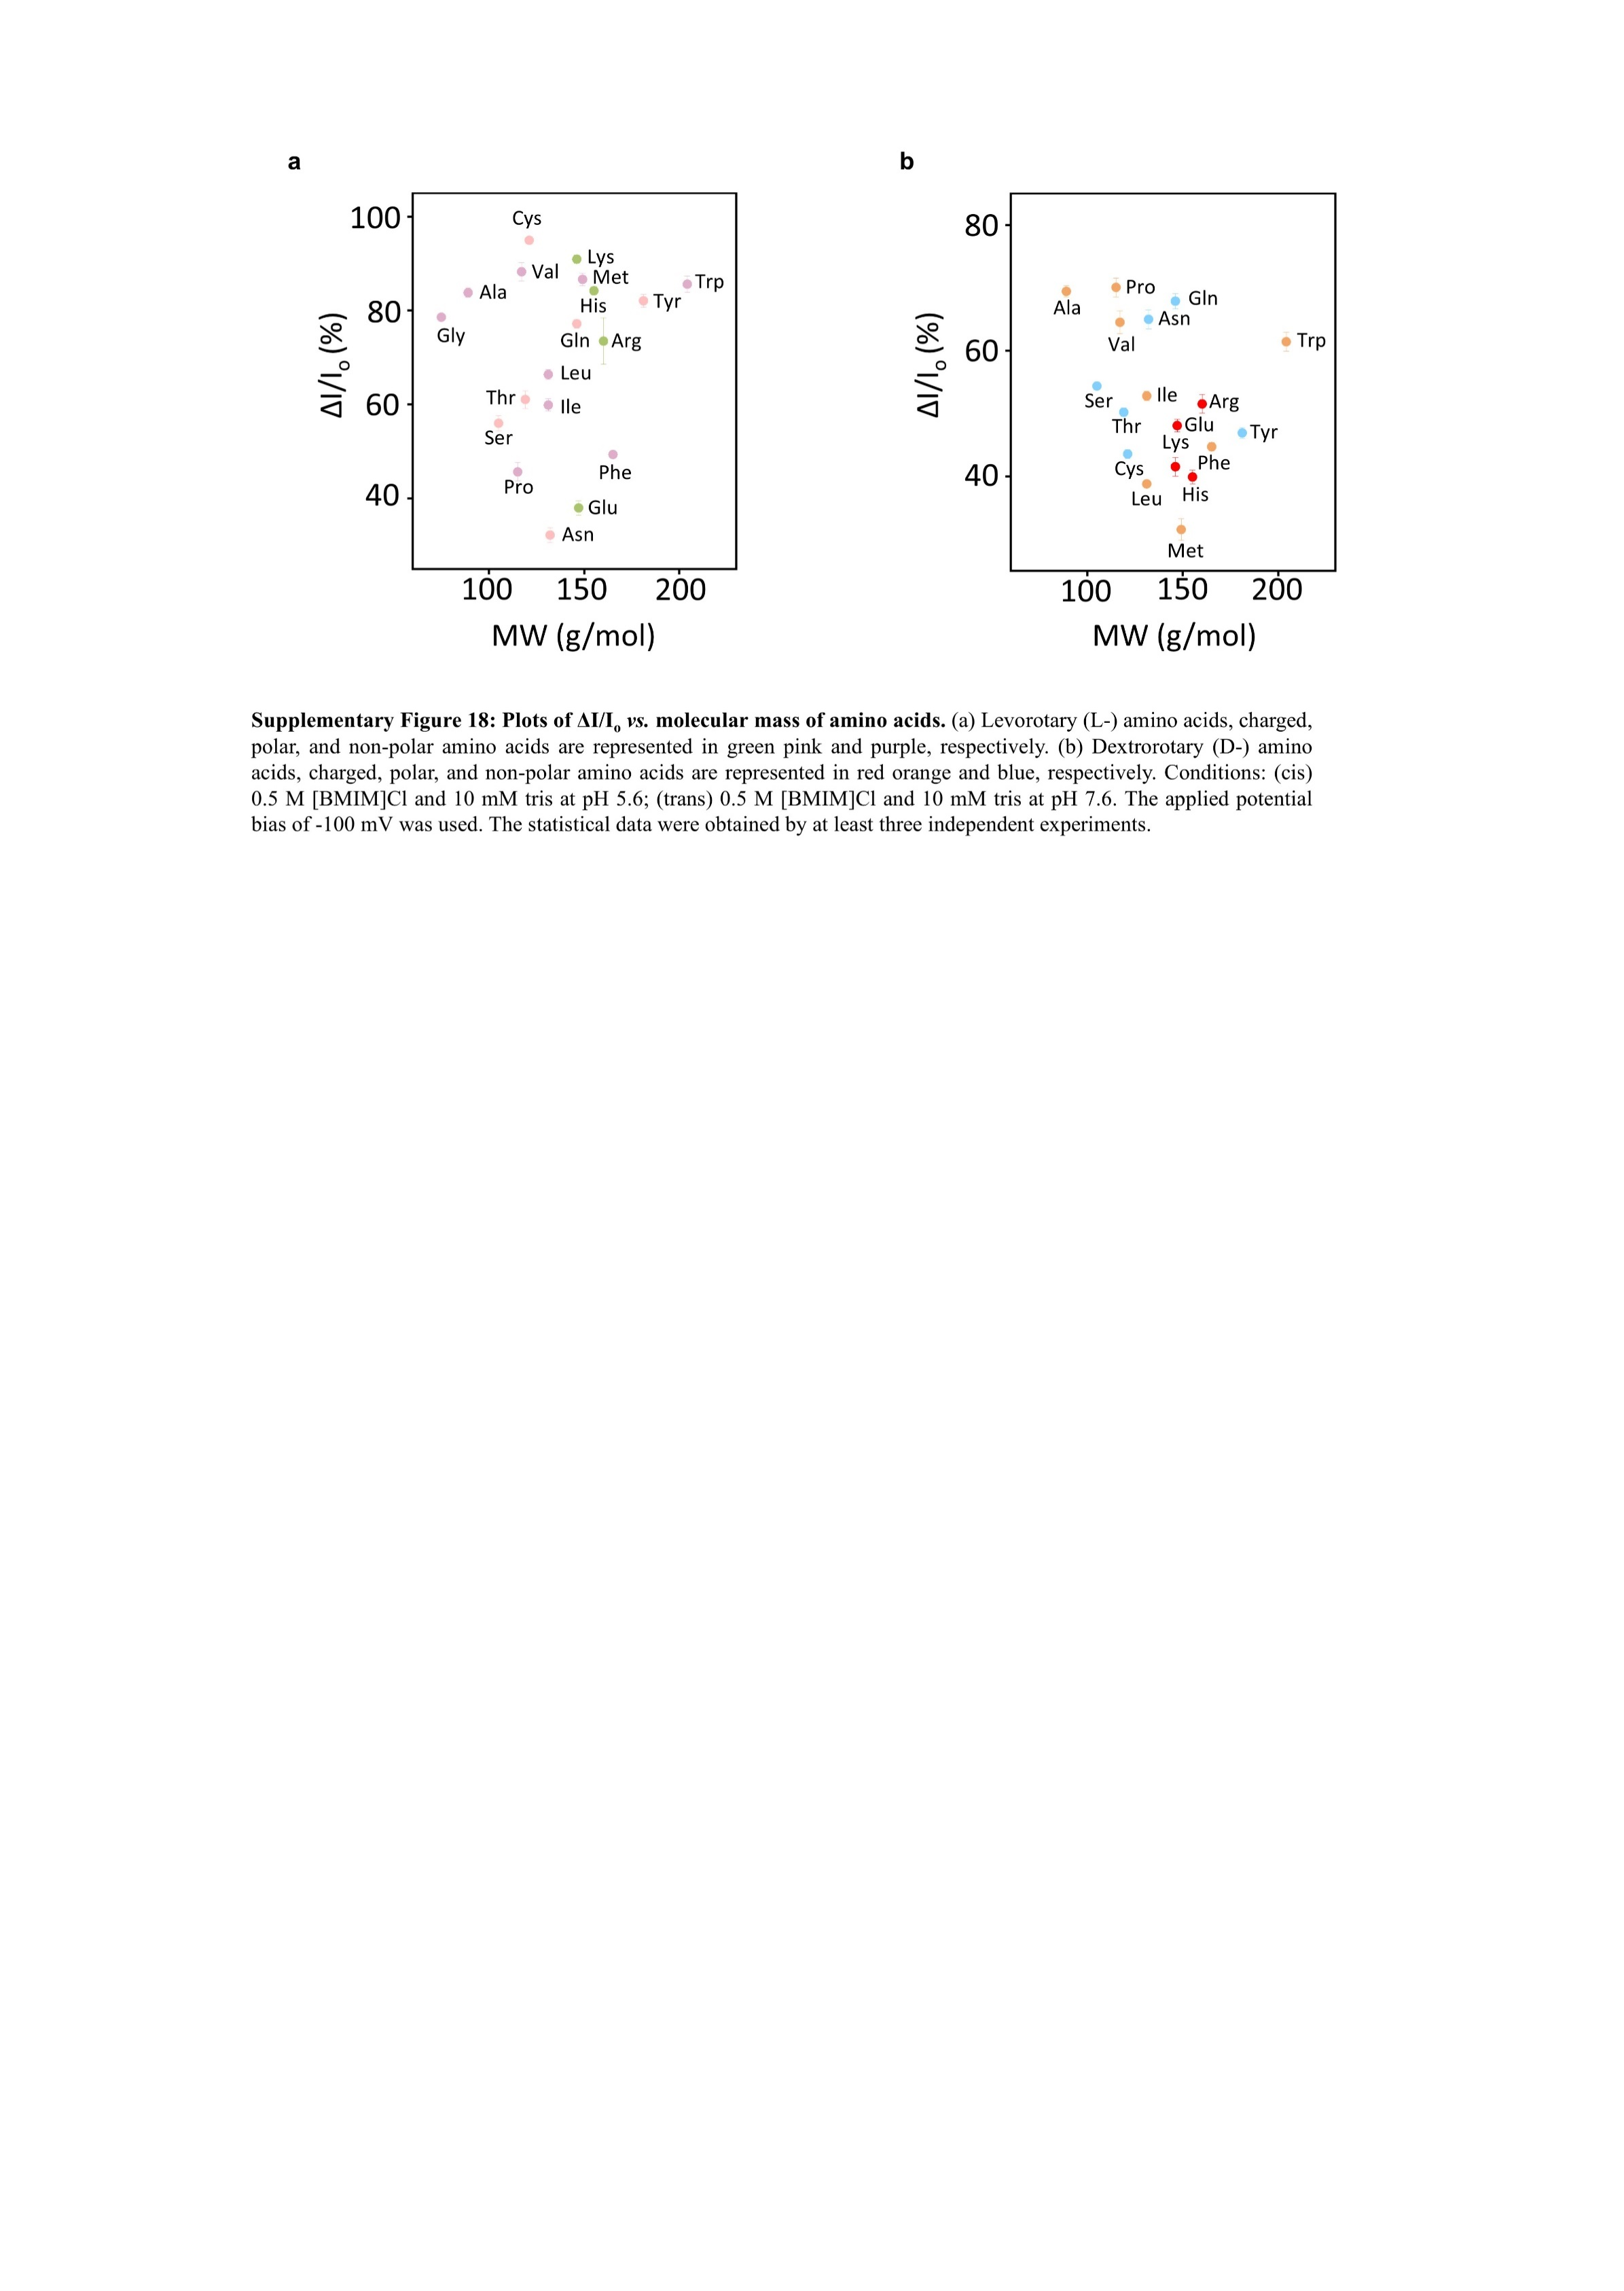 a
100
80
60
40
ΔI/Io (%)
Cys
Lys
Val
Met
Trp
Ala
His
Tyr
Gly
Gln
Arg
Leu
Thr
Ile
Ser
Phe
Pro
Glu
Asn
100 150 200
MW (g/mol)
b
80
60
40
ΔI/Io (%)
Pro
Gln
Ala
Asn
Val
Trp
Ser
Ile
Arg
Thr
Glu
Tyr
Lys
Cys
Phe
Leu
His
Met
100 150 200
MW (g/mol)
Supplementary Figure 18: Plots of ΔI/Io vs. molecular mass of amino acids. (a) Levorotary (L-) amino acids, charged,
polar, and non-polar amino acids are represented in green pink and purple, respectively. (b) Dextrorotary (D-) amino
acids, charged, polar, and non-polar amino acids are represented in red orange and blue, respectively. Conditions: (cis)
0.5 M [BMIM]Cl and 10 mM tris at pH 5.6; (trans) 0.5 M [BMIM]Cl and 10 mM tris at pH 7.6. The applied potential
bias of -100 mV was used. The statistical data were obtained by at least three independent experiments.